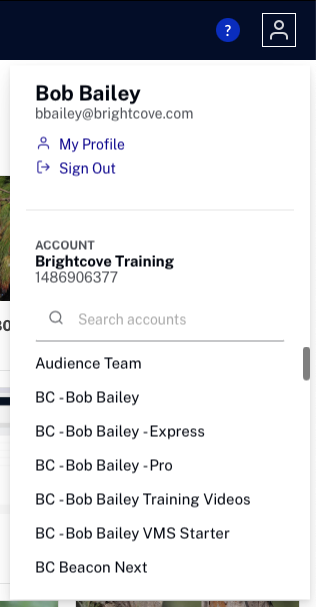 ?
Bob Bailey
bbailey@brightcove.com
My Profile
Sign Out
ACCOUNT
Brightcove Training
1486906377
Search accounts
Audience Team
BC - Bob Bailey
BC - Bob Bailey - Express
BC - Bob Bailey - Pro
BC - Bob Bailey Training Videos
BC - Bob Bailey VMS Starter
BC Beacon Next